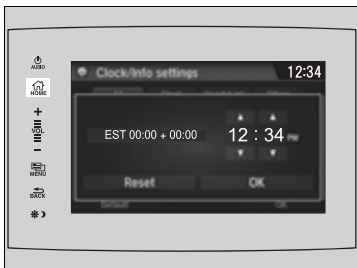 AUDIO
HOME
+
VOL
-
MENU
BACK
Clock/Info settings 12:34
EST 00:00 + 00:00
12 : 34 PM
Reset OK
Default OK